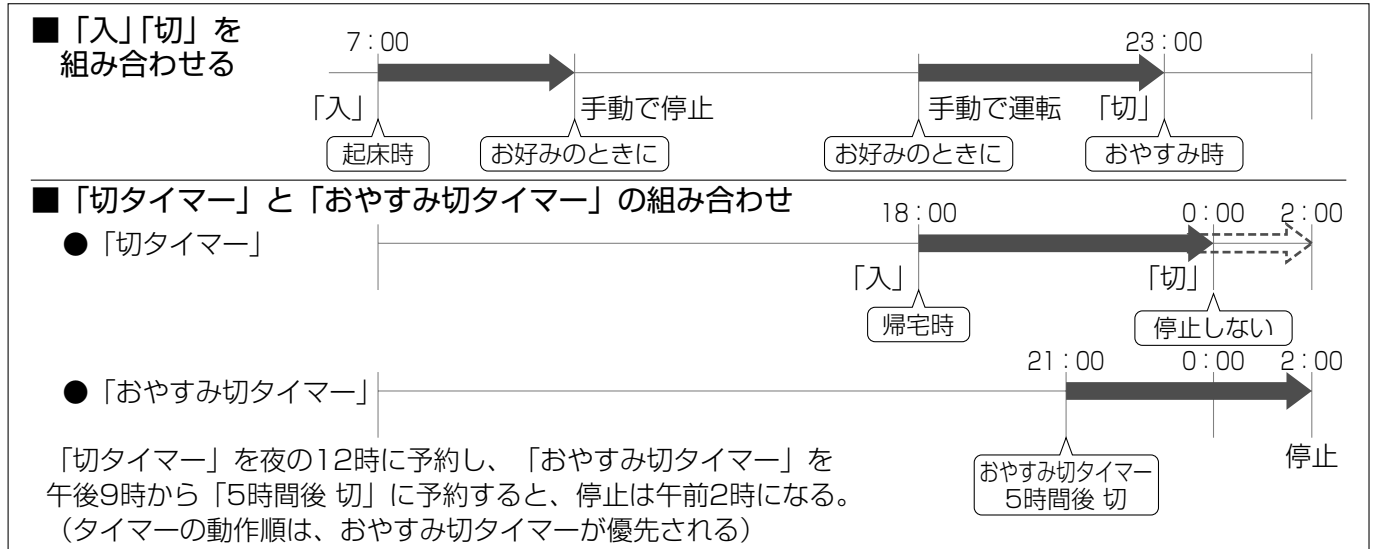 ■「入」「切」を
組み合わせる
7:00
23:00
「入」
手動で停止
手動で運転
「切」
起床時
お好みのときに
お好みのときに
おやすみ時
■「切タイマー」と「おやすみ切タイマー」の組み合わせ
18:00
0:00
2:00
●「切タイマー」
「入」
「切」
帰宅時
停止しない
21:00
0:00
2:00
●「おやすみ切タイマー」
停止
おやすみ切タイマー
5時間後 切
「切タイマー」を夜の12時に予約し、「おやすみ切タイマー」を
午後9時から「5時間後 切」に予約すると、停止は午前2時になる。
（タイマーの動作順は、おやすみ切タイマーが優先される）